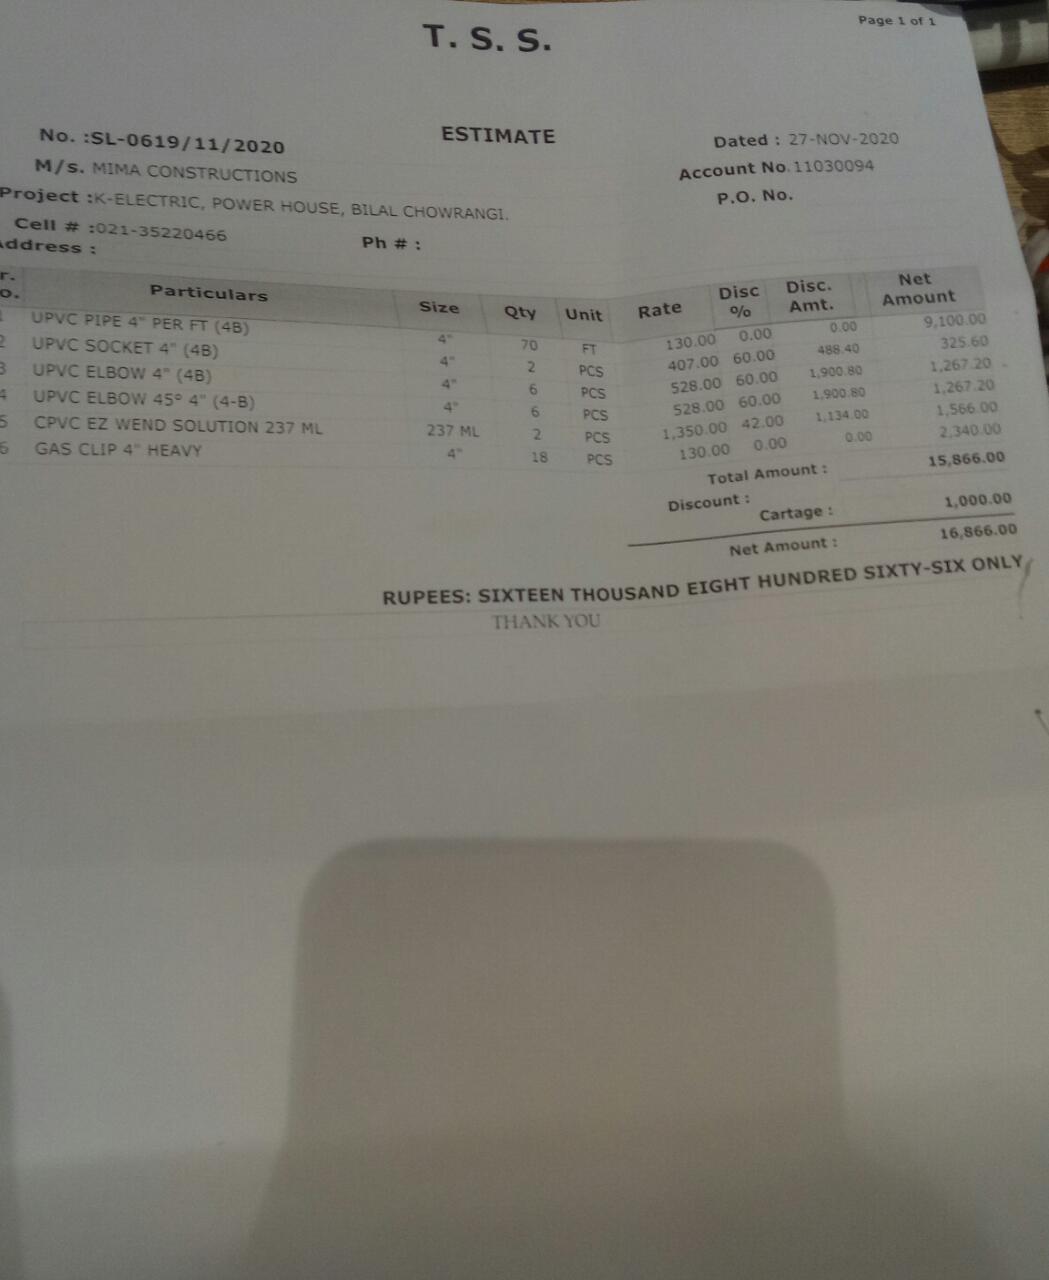 Page 1 of 1
T. S. S.
ESTIMATE
No. :SL-0619/11/2020 Dated : 27-NOV-2020
M/s. MIMA CONSTRUCTIONS Account No. 11030094
Project :K-ELECTRIC, POWER HOUSE, BILAL CHOWRANGI. P.O. No.
Cell # :021-35220466 Ph # :
Address :
r. o. Particulars Size Qty Unit Rate Disc % Disc. Amt. Net Amount
1 UPVC PIPE 4" PER FT (4B) 4" 70 FT 130.00 0.00 0.00 9,100.00
2 UPVC SOCKET 4" (4B) 4" 2 PCS 407.00 60.00 488.40 325.60
3 UPVC ELBOW 4" (4B) 4" 6 PCS 528.00 60.00 1,900.80 1,267.20
4 UPVC ELBOW 45° 4" (4-B) 4" 6 PCS 528.00 60.00 1,900.80 1,267.20
5 CPVC EZ WEND SOLUTION 237 ML 237 ML 2 PCS 1,350.00 42.00 1,134.00 1,566.00
6 GAS CLIP 4" HEAVY 4" 18 PCS 130.00 0.00 0.00 2,340.00
Total Amount : 15,866.00
Discount :
Cartage : 1,000.00
Net Amount : 16,866.00
RUPEES: SIXTEEN THOUSAND EIGHT HUNDRED SIXTY-SIX ONLY
THANK YOU